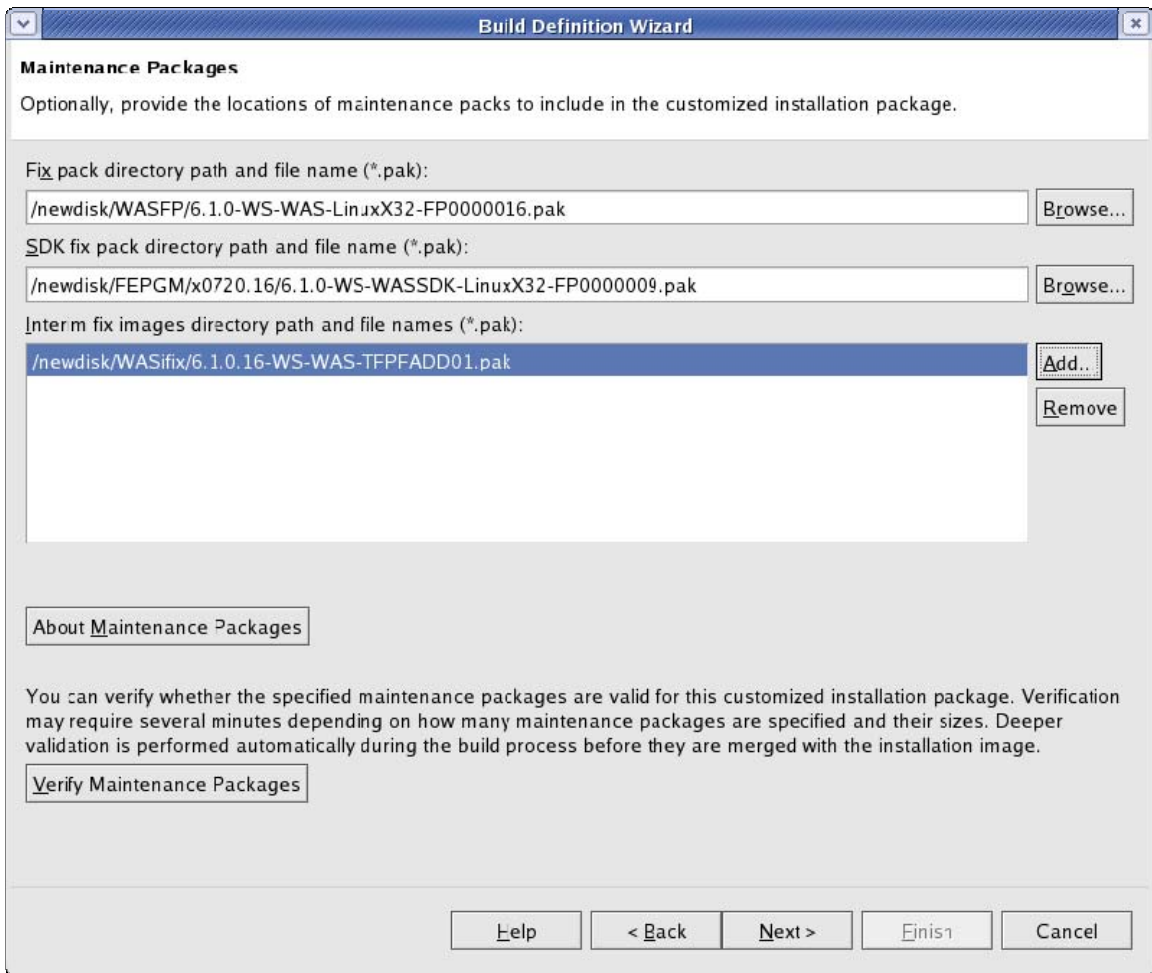 Build Definition Wizard
Maintenance Packages
Optionally, provide the locations of maintenance packs to include in the customized installation package.
Fix pack directory path and file name (*.pak):
/newdisk/WASFP/6.1.0-WS-WAS-LinuxX32-FP0000016.pak
Browse...
SDK fix pack directory path and file name (*.pak):
/newdisk/FEPGM/x0720.16/6.1.0-WS-WASSDK-LinuxX32-FP0000009.pak
Browse...
Interim fix images directory path and file names (*.pak):
/newdisk/WASifix/6.1.0.16-WS-WAS-TFPFADD01.pak
Add...
Remove
About Maintenance Packages
You can verify whether the specified maintenance packages are valid for this customized installation package. Verification
may require several minutes depending on how many maintenance packages are specified and their sizes. Deeper
validation is performed automatically during the build process before they are merged with the installation image.
Verify Maintenance Packages
Help
< Back
Next >
Finish
Cancel